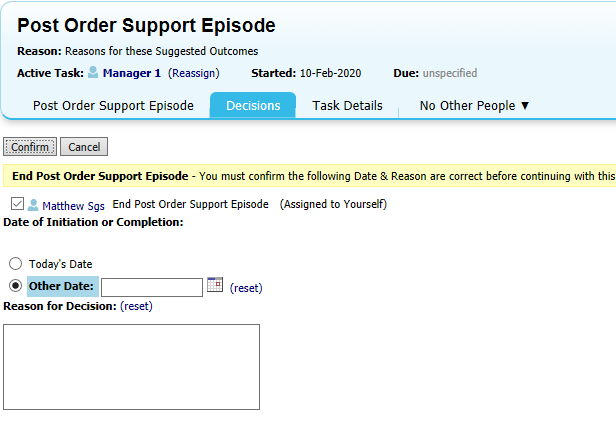 Post Order Support Episode
Reason: Reasons for these Suggested Outcomes
Active Task: Manager 1 (Reassign) Started: 10-Feb-2020 Due: unspecified
Post Order Support Episode Decisions Task Details No Other People ▼
Confirm Cancel
End Post Order Support Episode - You must confirm the following Date & Reason are correct before continuing with this
Matthew Sgs End Post Order Support Episode (Assigned to Yourself)
Date of Initiation or Completion:
Today's Date
Other Date: (reset)
Reason for Decision: (reset)